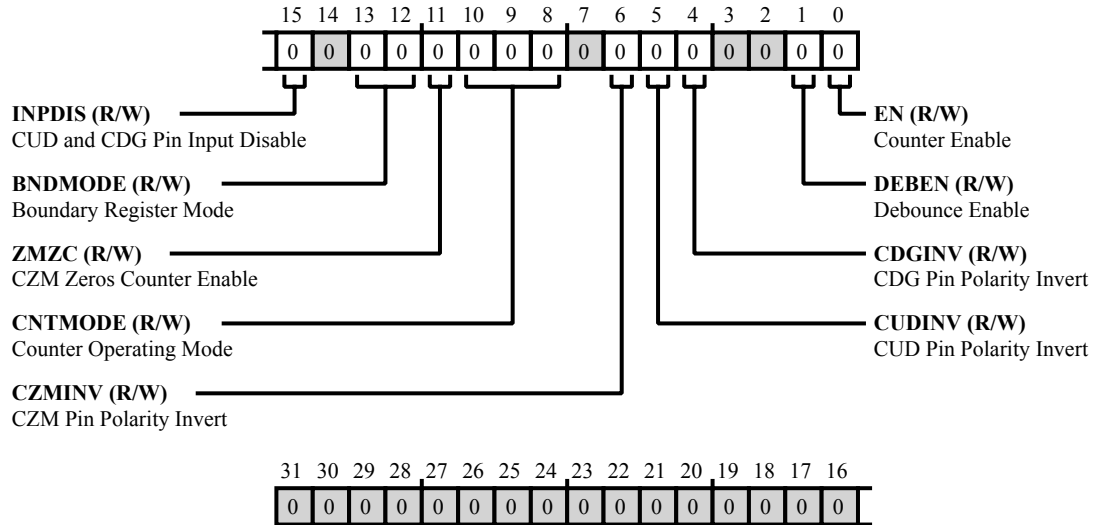 15 14 13 12 11 10 9 8 7 6 5 4 3 2 1 0
0 0 0 0 0 0 0 0 0 0 0 0 0 0 0 0
INPDIS (R/W)
CUD and CDG Pin Input Disable
BNDMODE (R/W)
Boundary Register Mode
ZMZC (R/W)
CZM Zeros Counter Enable
CNTMODE (R/W)
Counter Operating Mode
CZMINV (R/W)
CZM Pin Polarity Invert
EN (R/W)
Counter Enable
DEBEN (R/W)
Debounce Enable
CDGINV (R/W)
CDG Pin Polarity Invert
CUDINV (R/W)
CUD Pin Polarity Invert
31 30 29 28 27 26 25 24 23 22 21 20 19 18 17 16
0 0 0 0 0 0 0 0 0 0 0 0 0 0 0 0